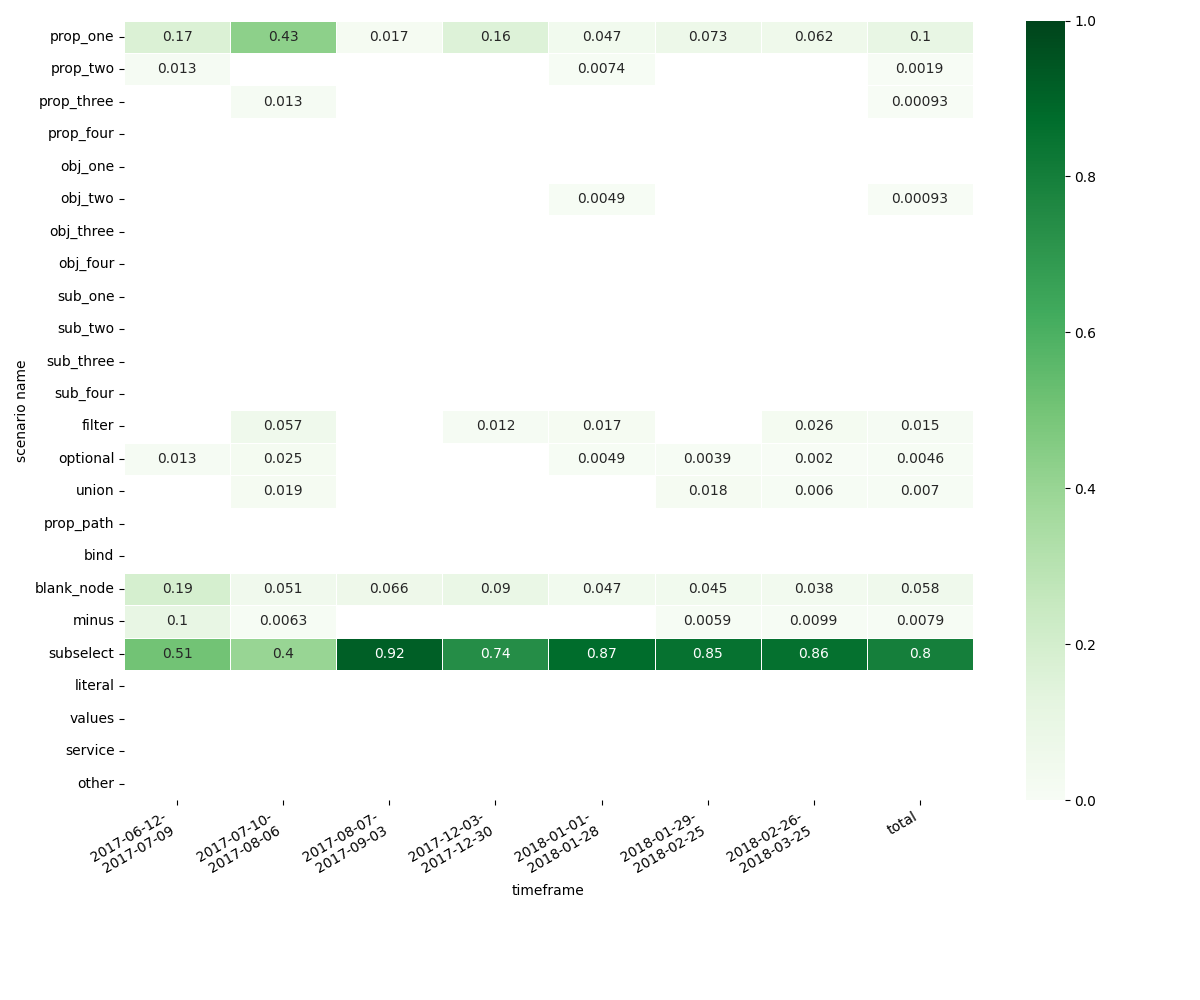 prop_one 0.17 0.43 0.017 0.16 0.047 0.073 0.062 0.1
prop_two 0.013 0.0074 0.0019
prop_three 0.013 0.00093
prop_four
obj_one
obj_two 0.0049 0.00093
obj_three
obj_four
sub_one
sub_two
sub_three
sub_four
filter 0.057 0.012 0.017 0.026 0.015
optional 0.013 0.025 0.0049 0.0039 0.002 0.0046
union 0.019 0.018 0.006 0.007
prop_path
bind
blank_node 0.19 0.051 0.066 0.09 0.047 0.045 0.038 0.058
minus 0.1 0.0063 0.0059 0.0099 0.0079
subselect 0.51 0.4 0.92 0.74 0.87 0.85 0.86 0.8
literal
values
service
other
scenario name
2017-06-12-
2017-07-09
2017-07-10-
2017-08-06
2017-08-07-
2017-09-03
2017-12-03-
2017-12-30
2018-01-01-
2018-01-28
2018-01-29-
2018-02-25
2018-02-26-
2018-03-25
total
timeframe
1.0
0.8
0.6
0.4
0.2
0.0